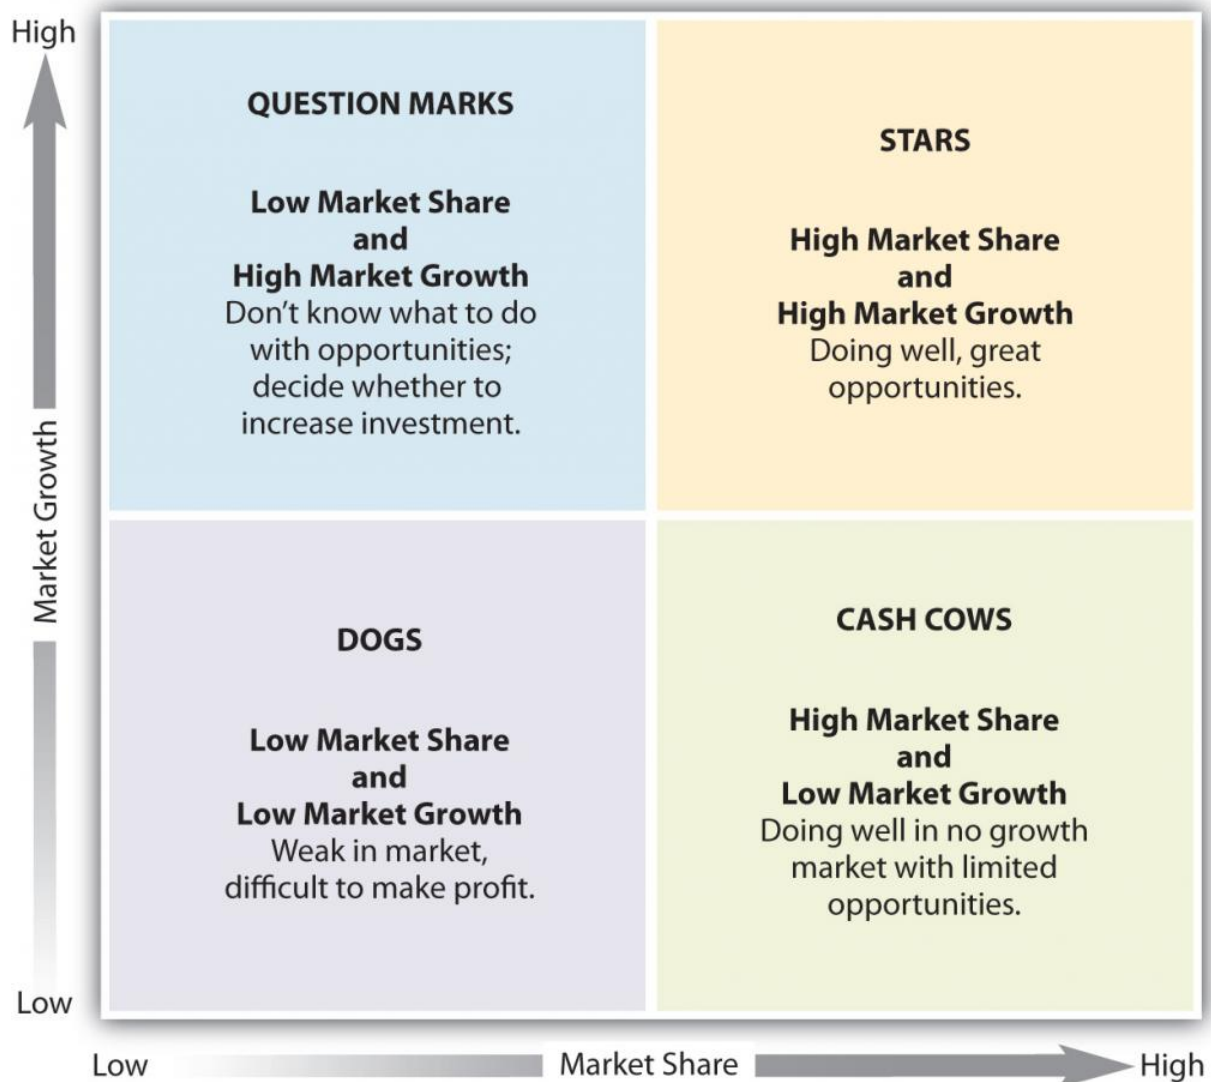 High
QUESTION MARKS
Low Market Share
and
High Market Growth
Don’t know what to do
with opportunities;
decide whether to
increase investment.
STARS
High Market Share
and
High Market Growth
Doing well, great
opportunities.
Market Growth
DOGS
Low Market Share
and
Low Market Growth
Weak in market,
difficult to make profit.
CASH COWS
High Market Share
and
Low Market Growth
Doing well in no growth
market with limited
opportunities.
Low
Low
Market Share
High